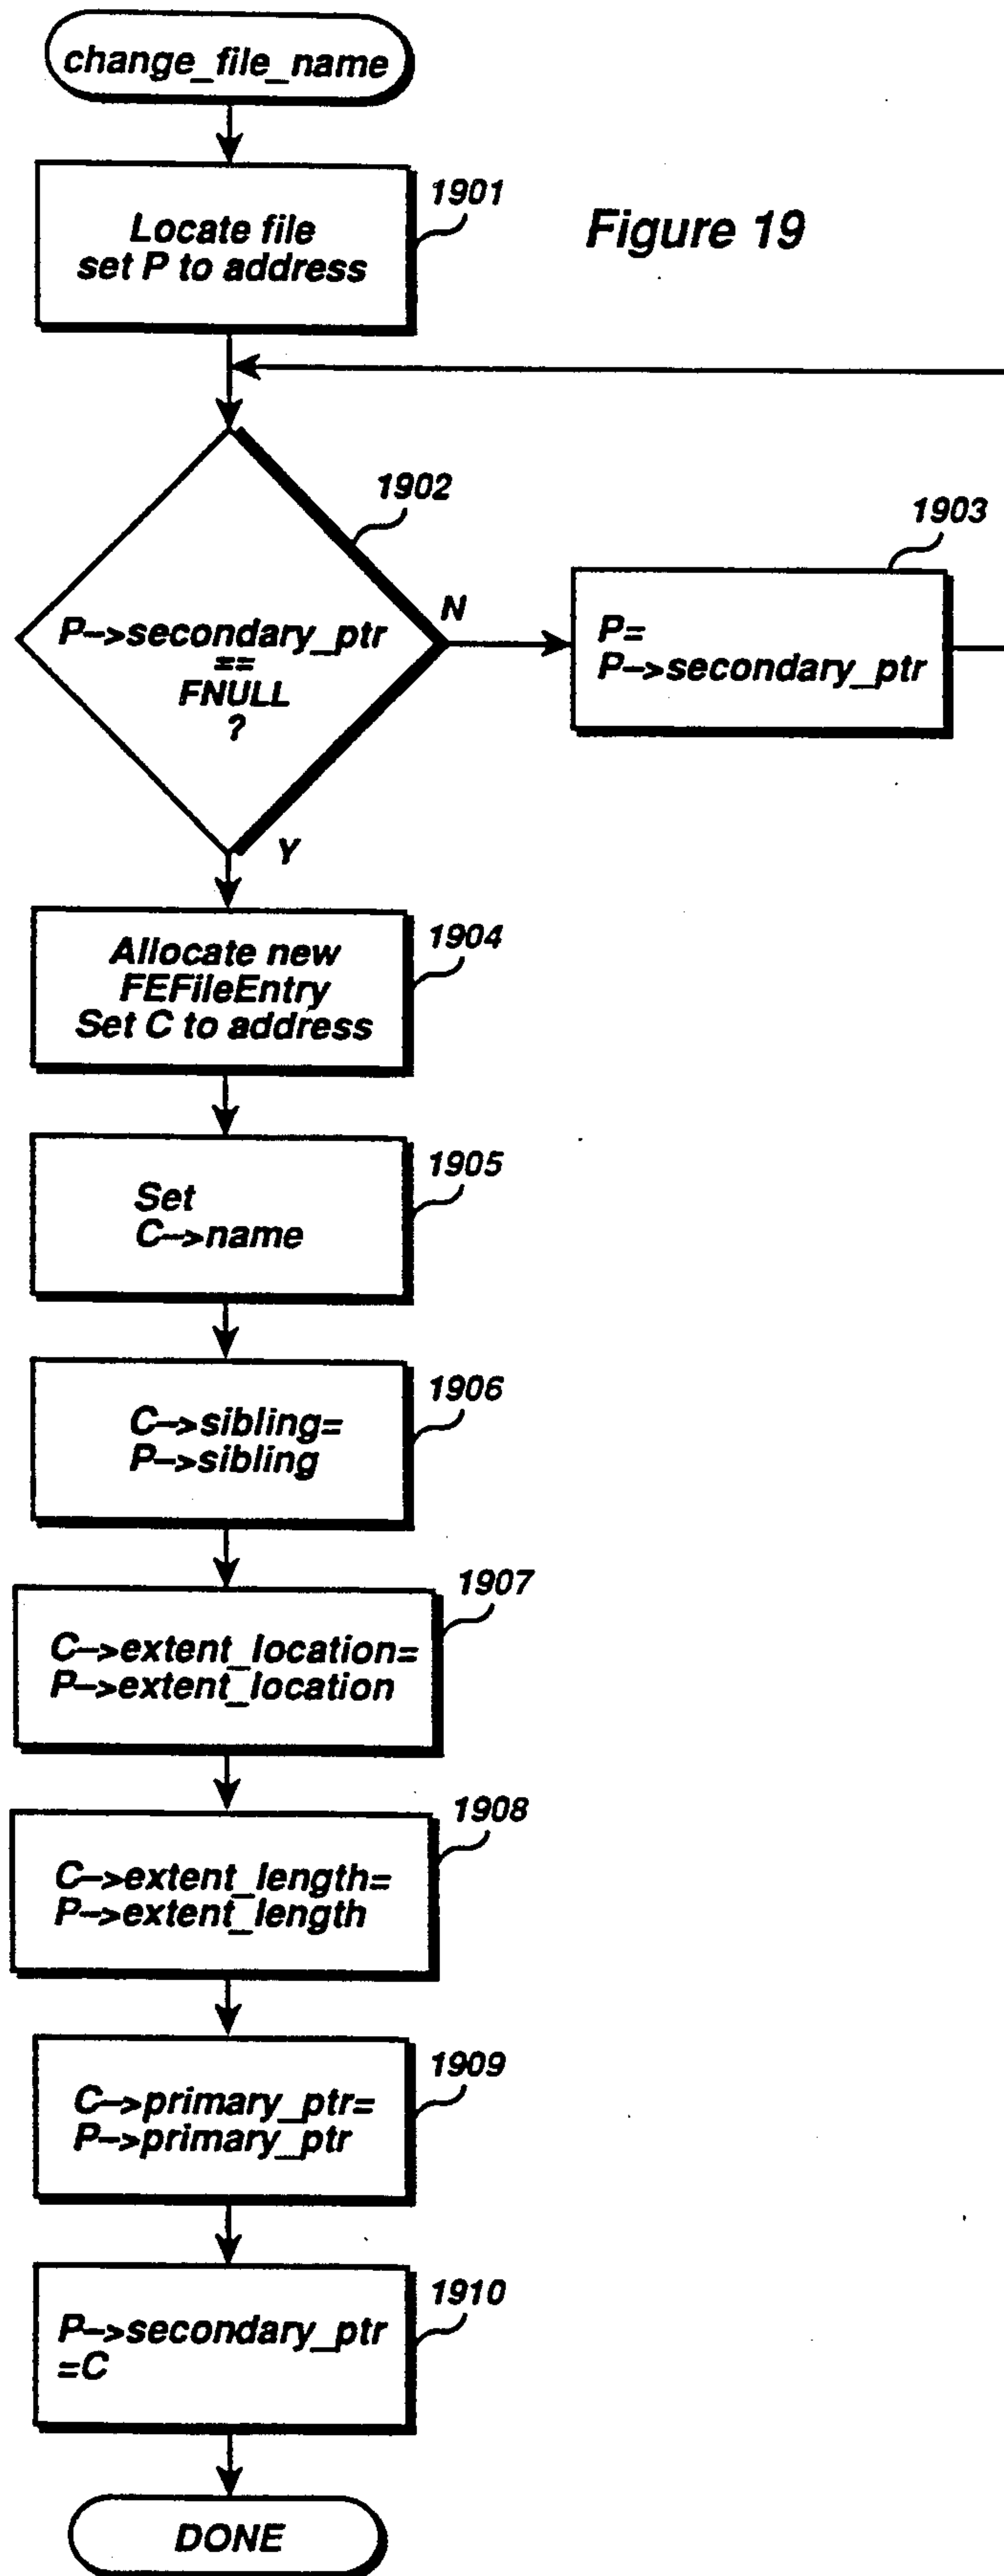 change_file_name
1901
Locate file
set P to address
Figure 19
1902
P->secondary_ptr
==
FNULL
?
N
Y
1903
P=
P->secondary_ptr
1904
Allocate new
FEFileEntry
Set C to address
1905
Set
C->name
1906
C->sibling=
P->sibling
1907
C->extent_location=
P->extent_location
1908
C->extent_length=
P->extent_length
1909
C->primary_ptr=
P->primary_ptr
1910
P->secondary_ptr
=C
DONE